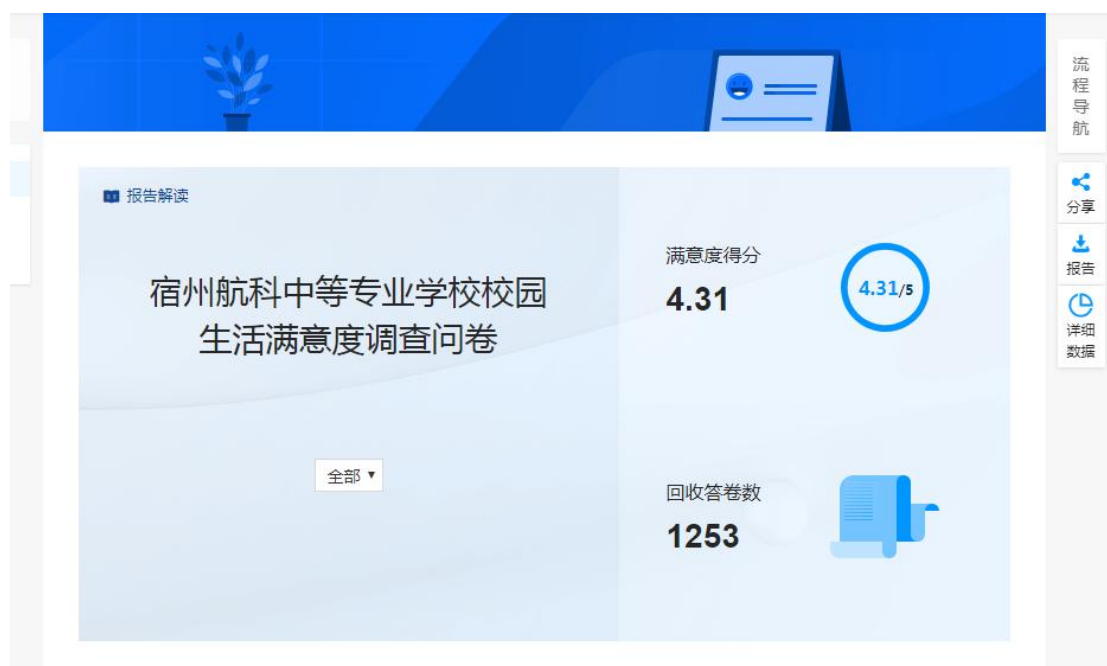 报告解读
宿州航科中等专业学校校园
生活满意度调查问卷
全部
满意度得分
4.31
4.31/5
回收答卷数
1253
流
程
导
航
分享
报告
详细
数据